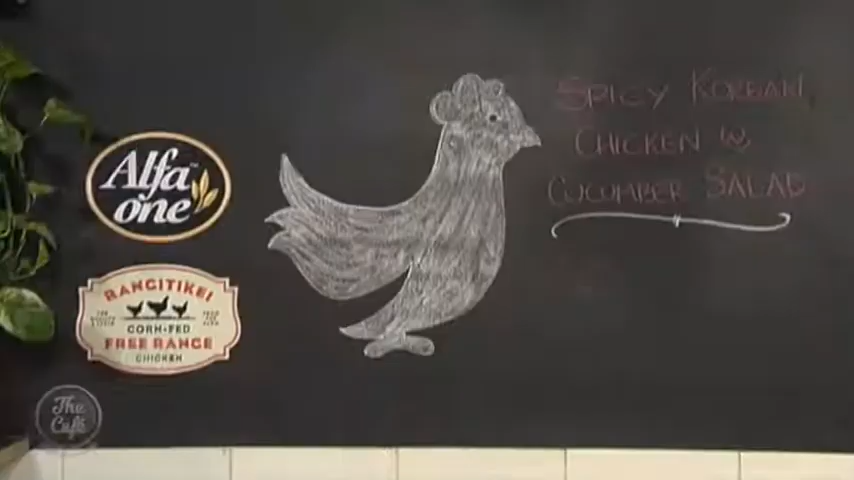 Alfa
one
RANGITIKEI
CORN-FED
FREE RANGE
CHICKEN
SPICY KOREAN
CHICKEN W
CUCUMBER SALAD
The
Café